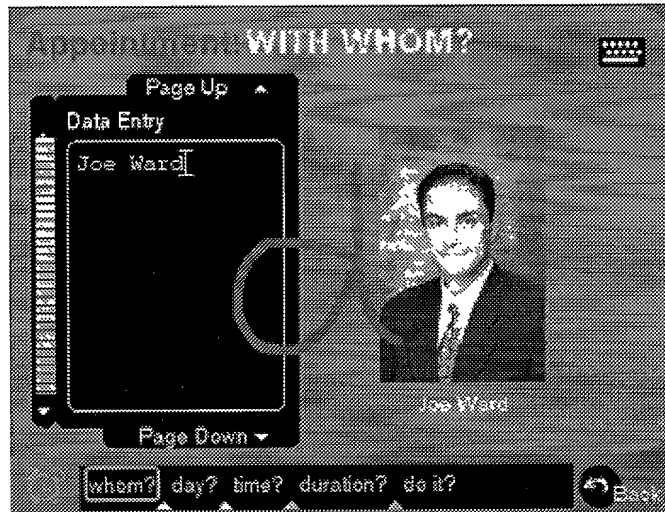 Appointment: WITH WHOM?
Page Up
Data Entry
Joe Ward
Joe Ward
Page Down
whom? day? time? duration? do it?
Back